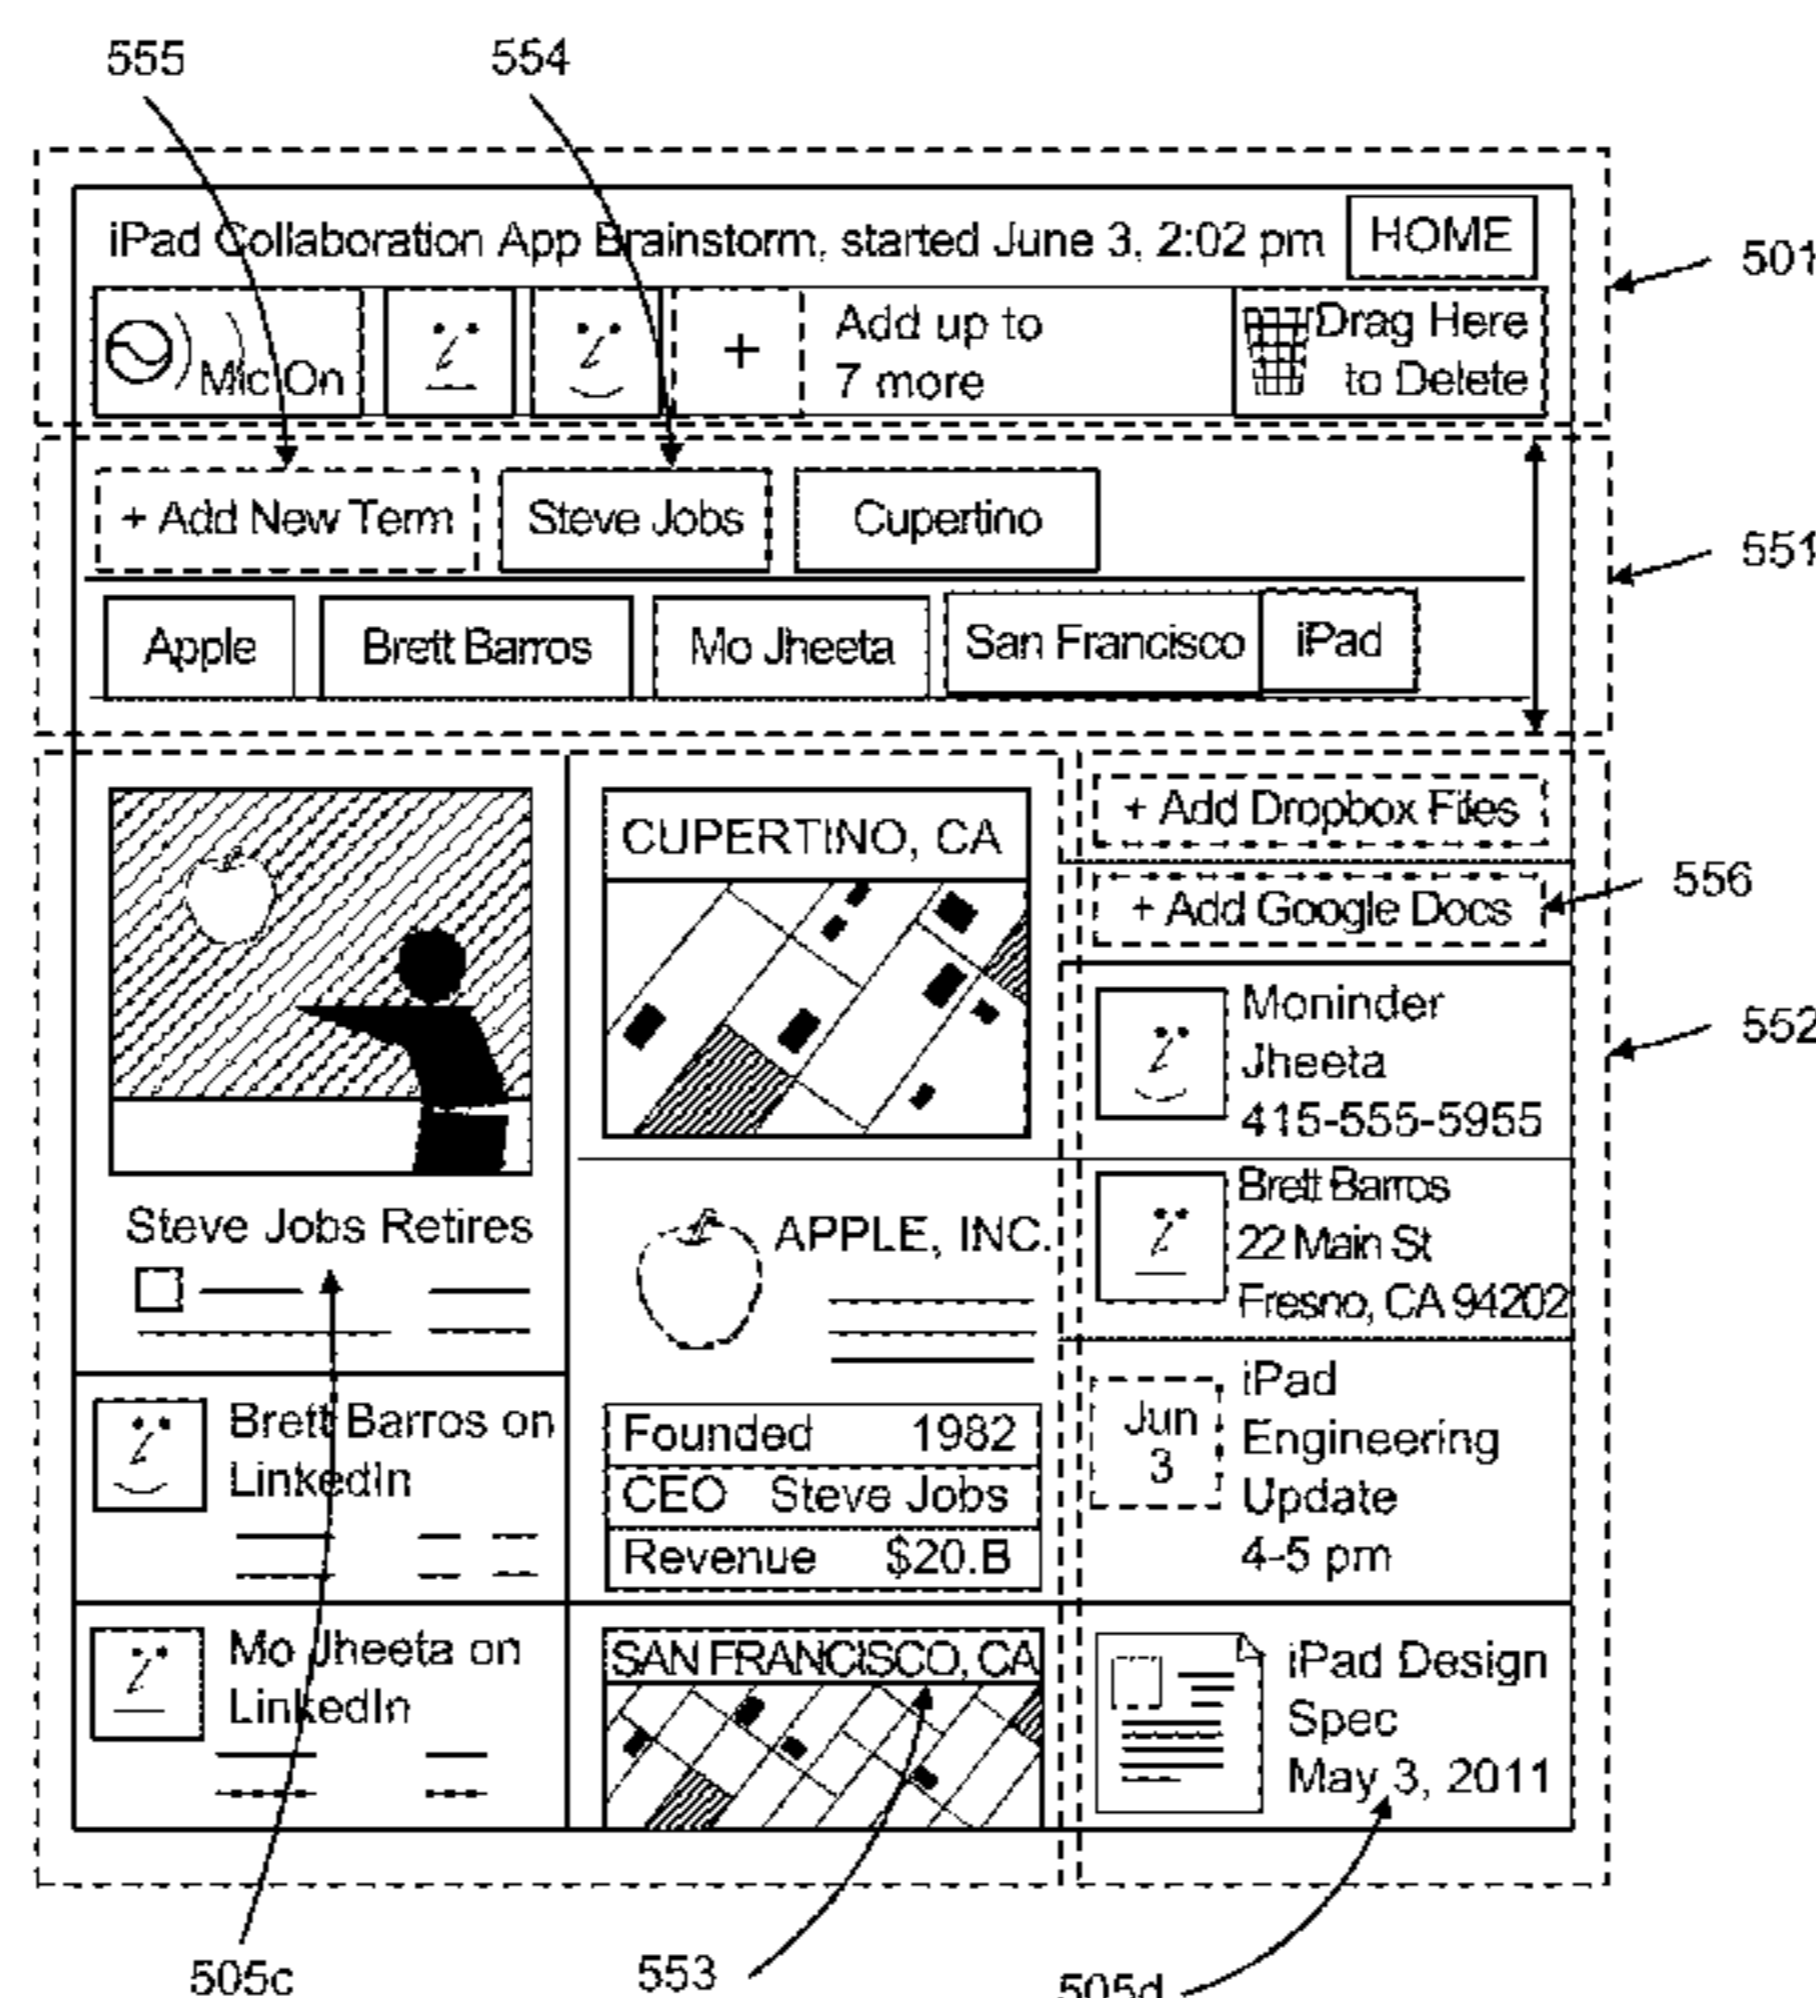 555
554
iPad Collaboration App Brainstorm, started June 3, 2:02 pm
HOME
501
Mic On
+
Add up to
7 more
Drag Here
to Delete
+ Add New Term
Steve Jobs
Cupertino
551
Apple
Brett Barros
Mo Jheeta
San Francisco
iPad
CUPERTINO, CA
+ Add Dropbox Files
+ Add Google Docs
556
Moninder
Jheeta
415-555-5955
552
Brett Barros
22 Main St
Fresno, CA 94202
Steve Jobs Retires
APPLE, INC.
Founded 1982
CEO Steve Jobs
Revenue $20.B
Jun
3
iPad
Engineering
Update
4-5 pm
Brett Barros on
LinkedIn
Mo Jheeta on
LinkedIn
SAN FRANCISCO, CA
iPad Design
Spec
May 3, 2011
505c
553
505d